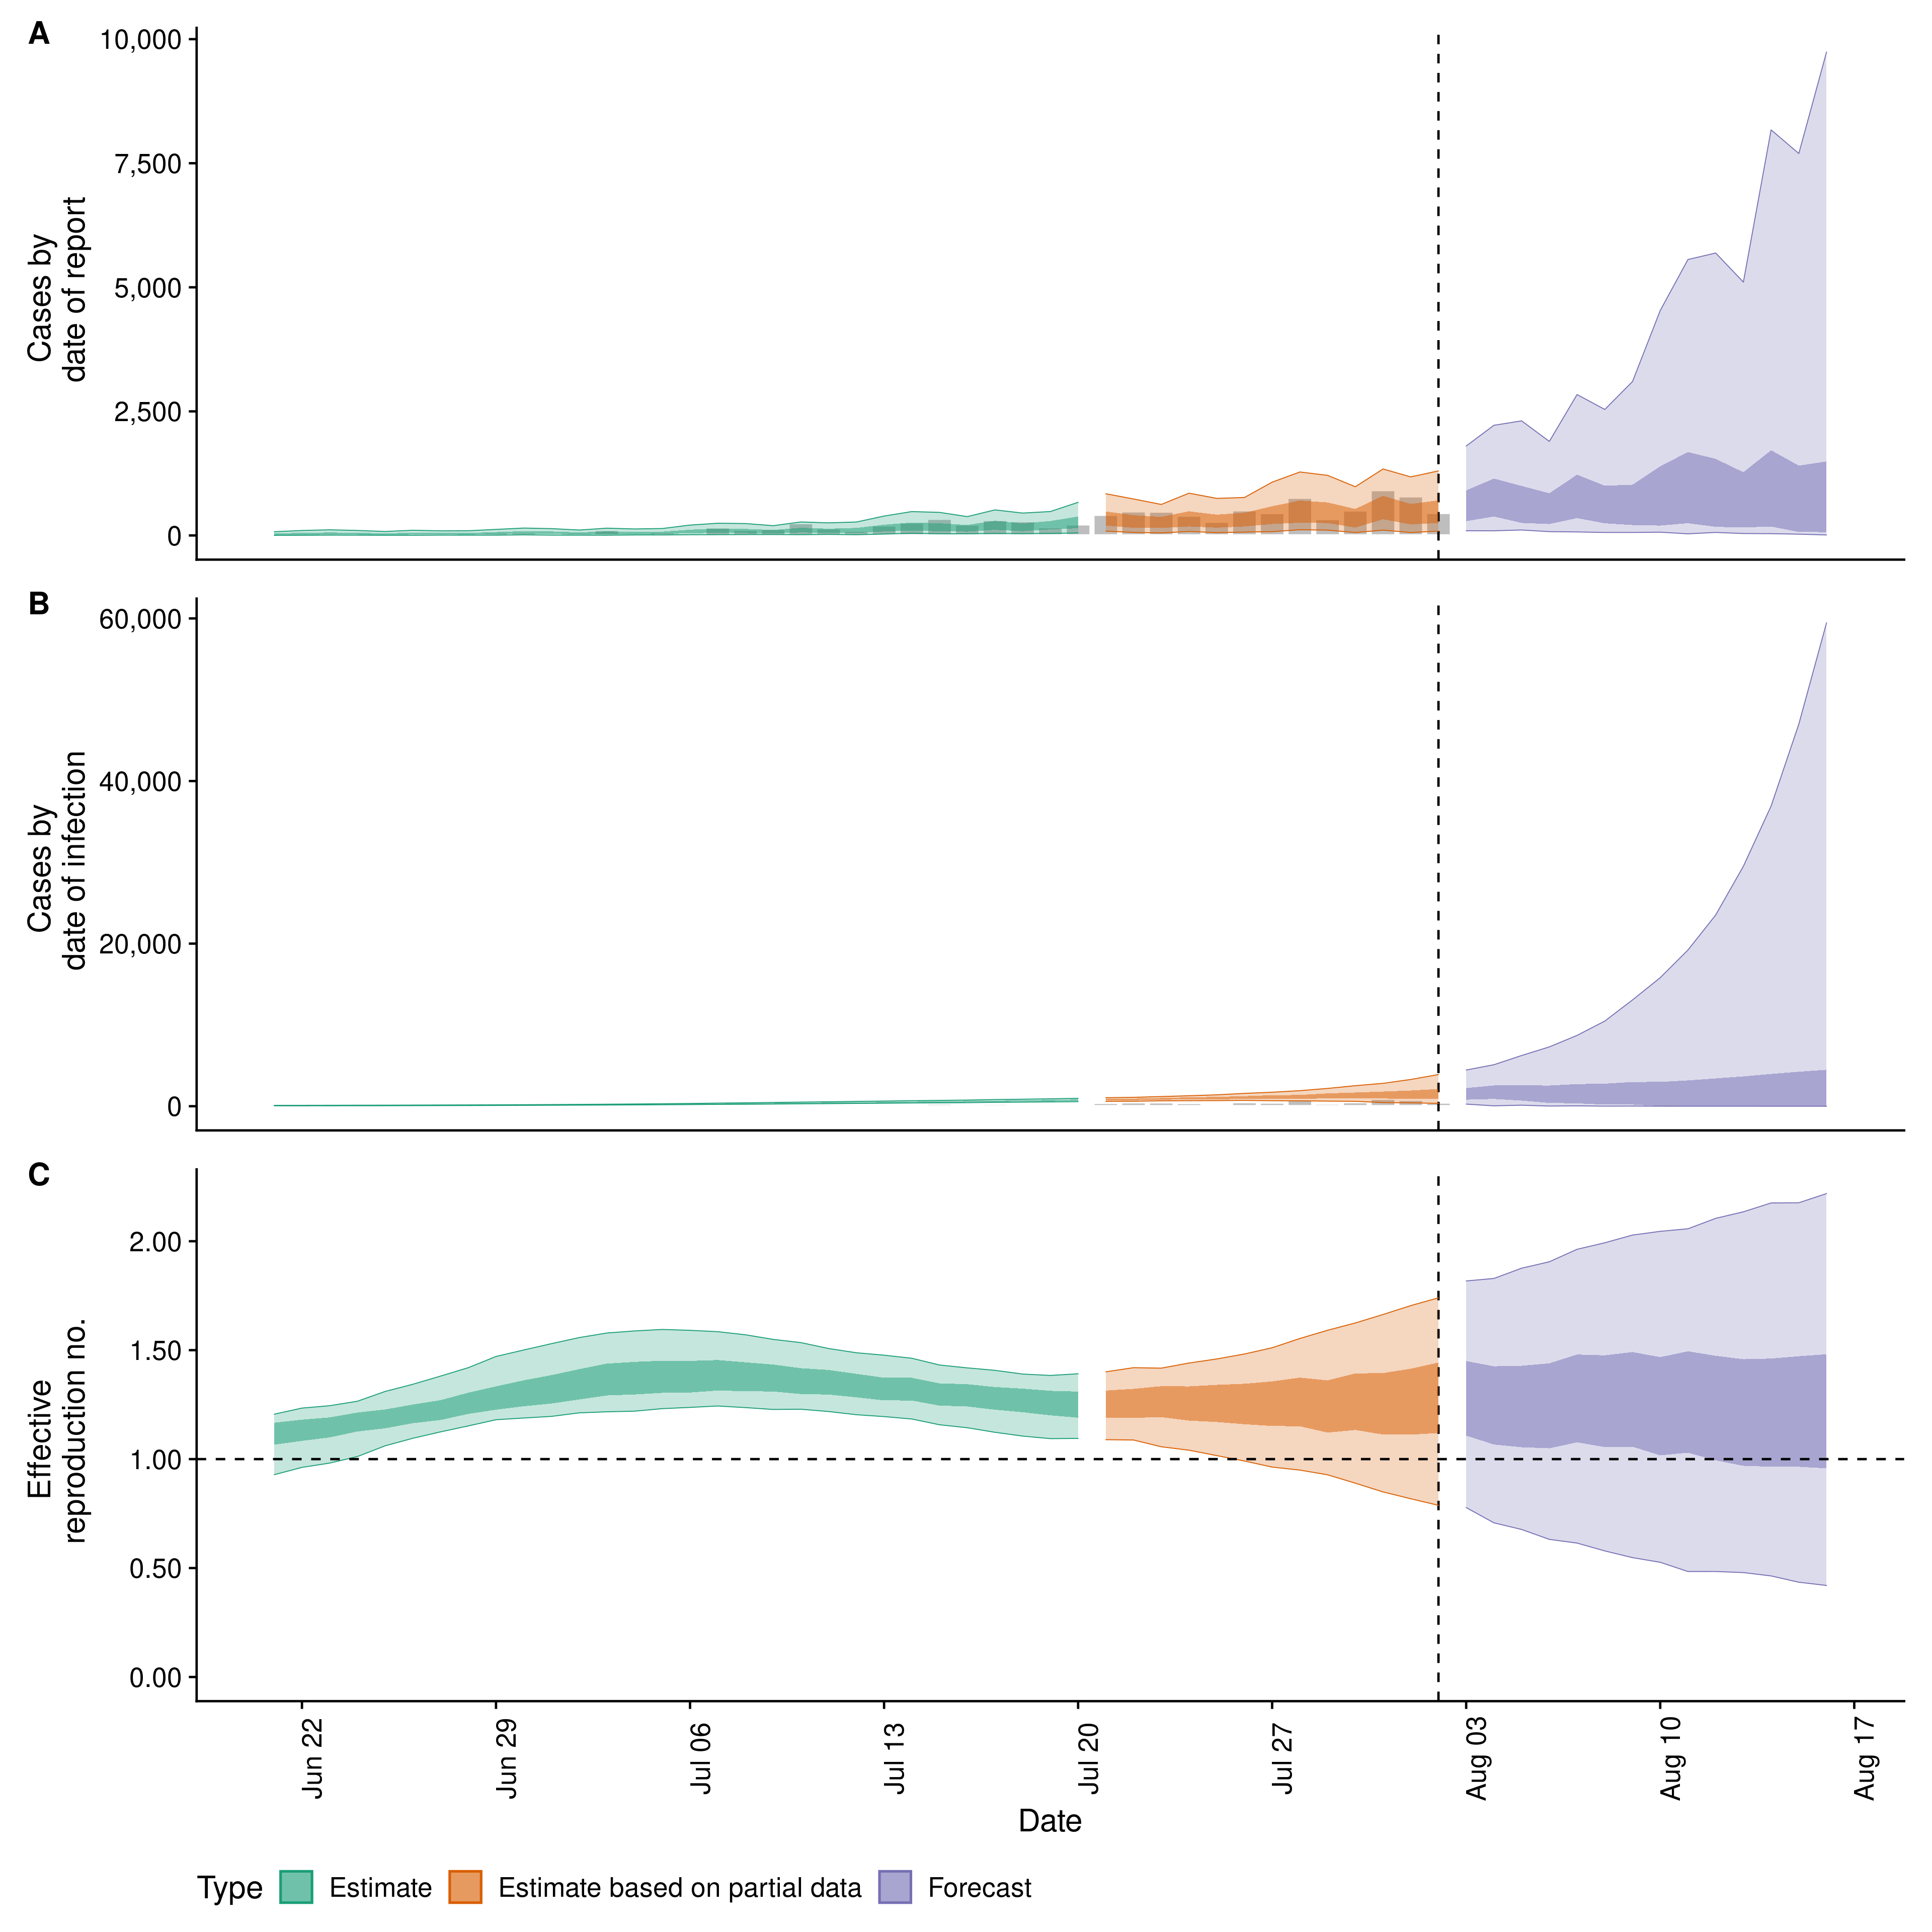 A
10,000
7,500
5,000
2,500
0
Cases by
date of report
B
60,000
40,000
20,000
0
Cases by
date of infection
C
2.00
1.50
1.00
0.50
0.00
Effective
reproduction no.
Jun 22
Jun 29
Jul 06
Jul 13
Jul 20
Jul 27
Aug 03
Aug 10
Aug 17
Date
Type Estimate Estimate based on partial data Forecast